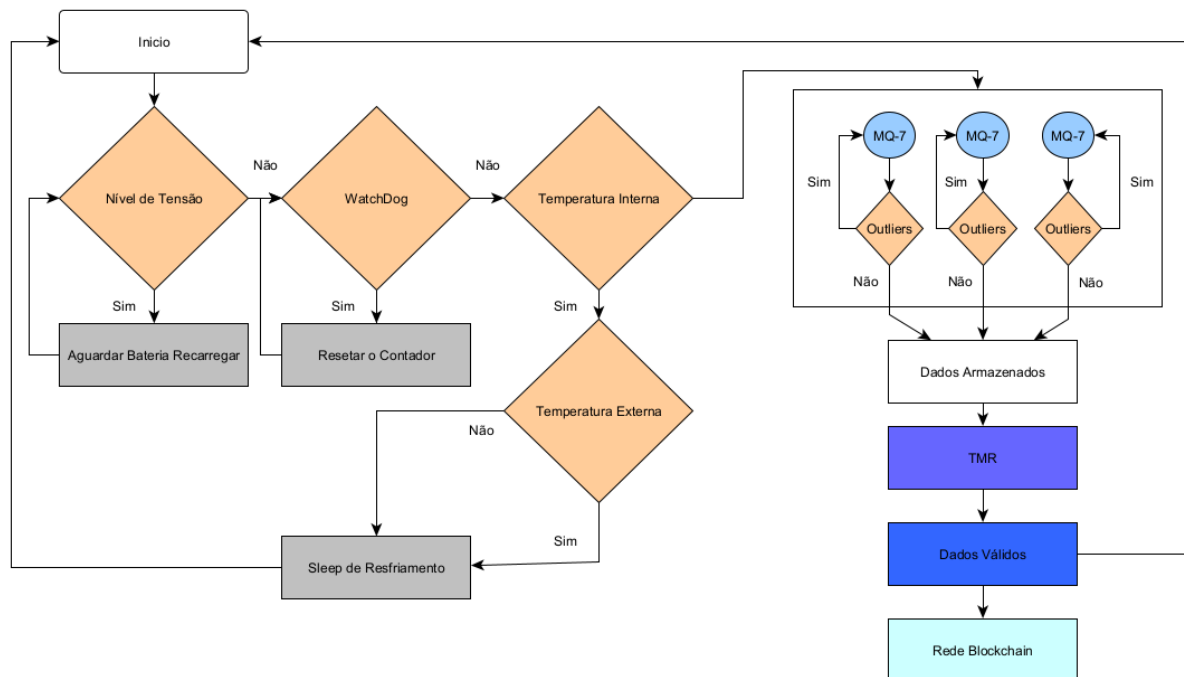 Inicio
Nível de Tensão
Não
WatchDog
Não
Temperatura Interna
Sim
Aguardar Bateria Recarregar
Sim
Resetar o Contador
Sim
Temperatura Externa
Não
Sim
Sleep de Resfriamento
MQ-7
MQ-7
MQ-7
Sim
Sim
Sim
Outliers
Outliers
Outliers
Não
Não
Não
Dados Armazenados
TMR
Dados Válidos
Rede Blockchain